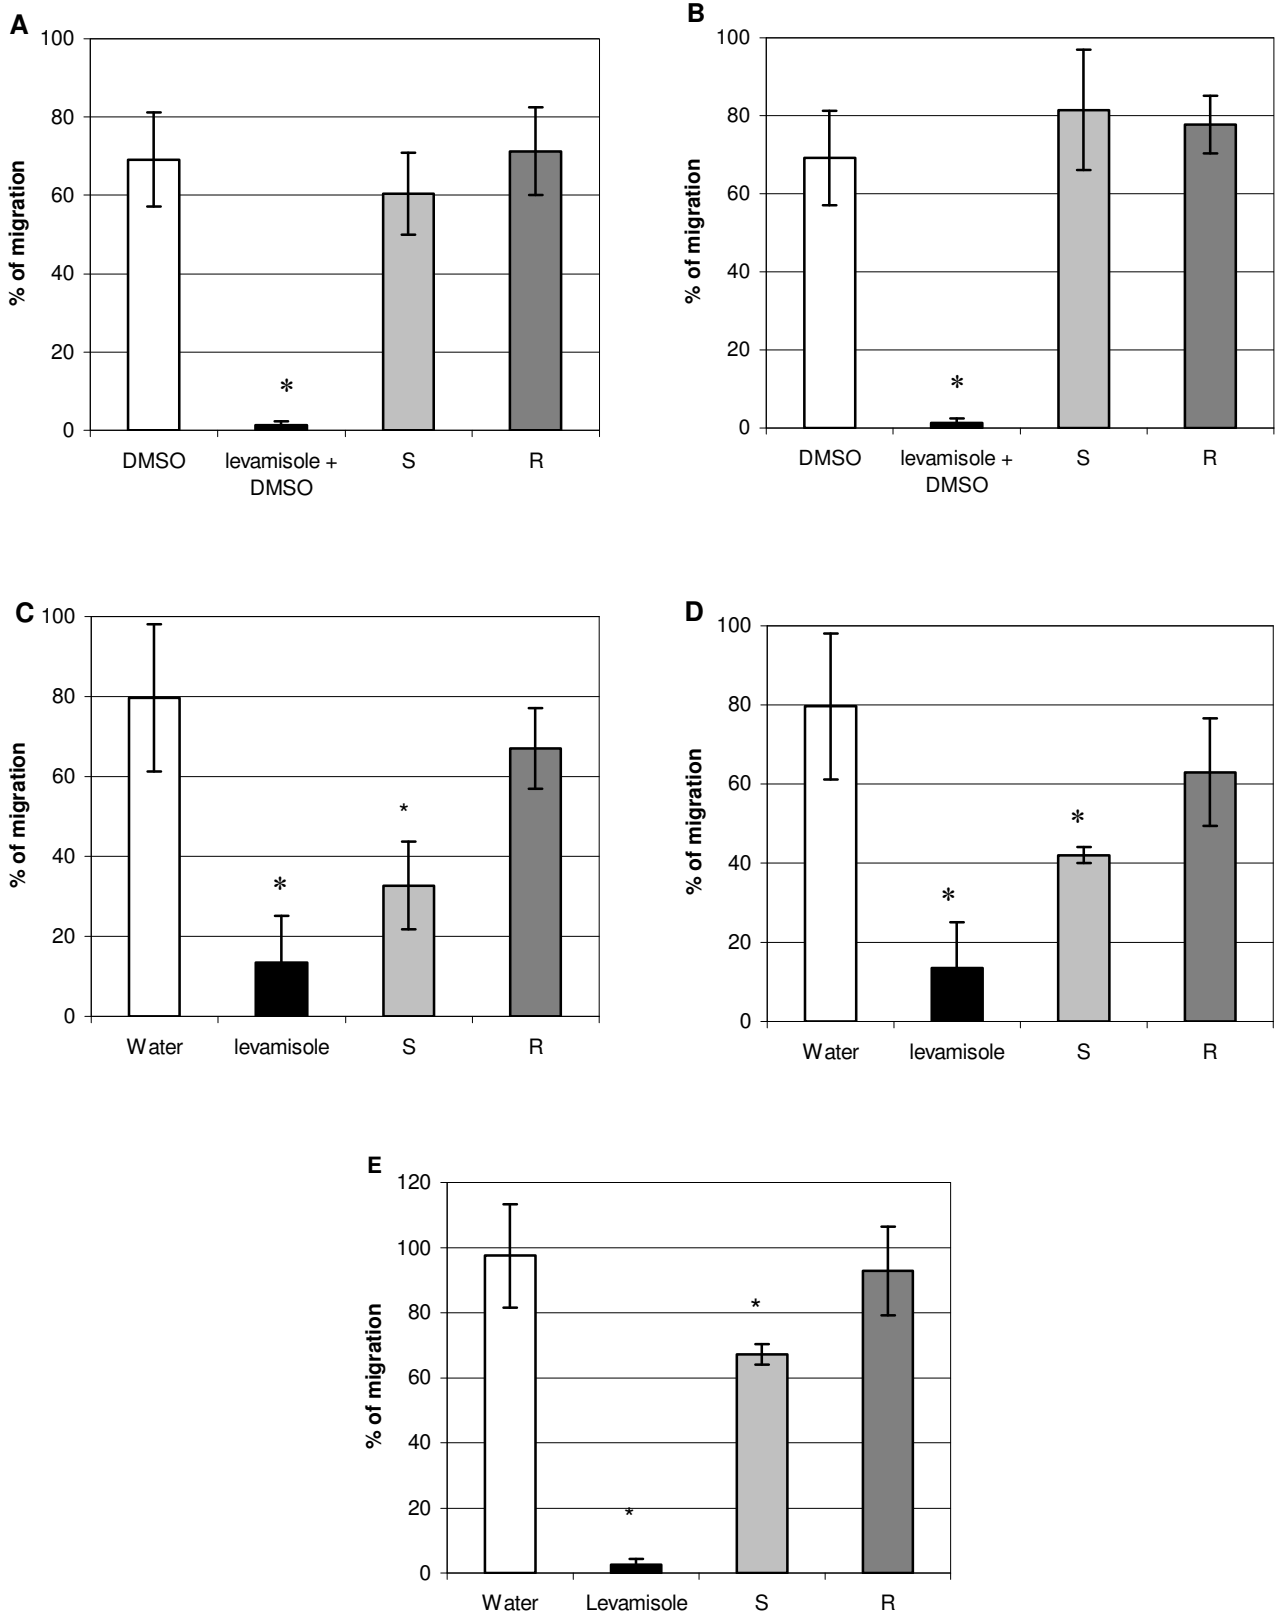 A
100
80
60
40
20
0
% of migration
*
DMSO
levamisole +
DMSO
S
R
B
100
80
60
40
20
0
% of migration
*
DMSO
levamisole +
DMSO
S
R
C
100
80
60
40
20
0
% of migration
*
*
Water
levamisole
S
R
D
100
80
60
40
20
0
% of migration
*
*
Water
levamisole
S
R
E
120
100
80
60
40
20
0
% of migration
*
*
Water
Levamisole
S
R